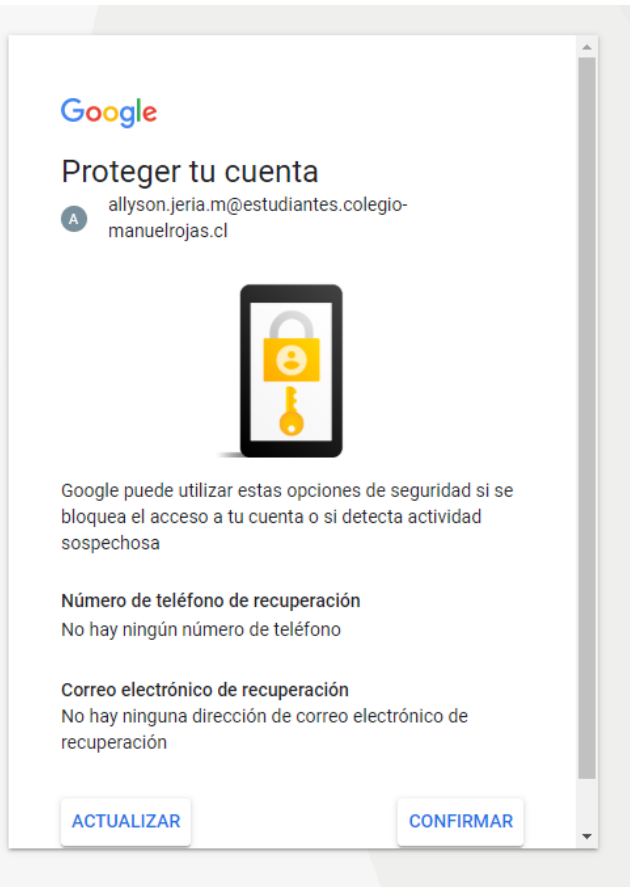 Google
Proteger tu cuenta
A
allyson.jeria.m@estudiantes.colegio-
manuelrojas.cl
Google puede utilizar estas opciones de seguridad si se
bloquea el acceso a tu cuenta o si detecta actividad
sospechosa
Número de teléfono de recuperación
No hay ningún número de teléfono
Correo electrónico de recuperación
No hay ninguna dirección de correo electrónico de
recuperación
ACTUALIZAR
CONFIRMAR